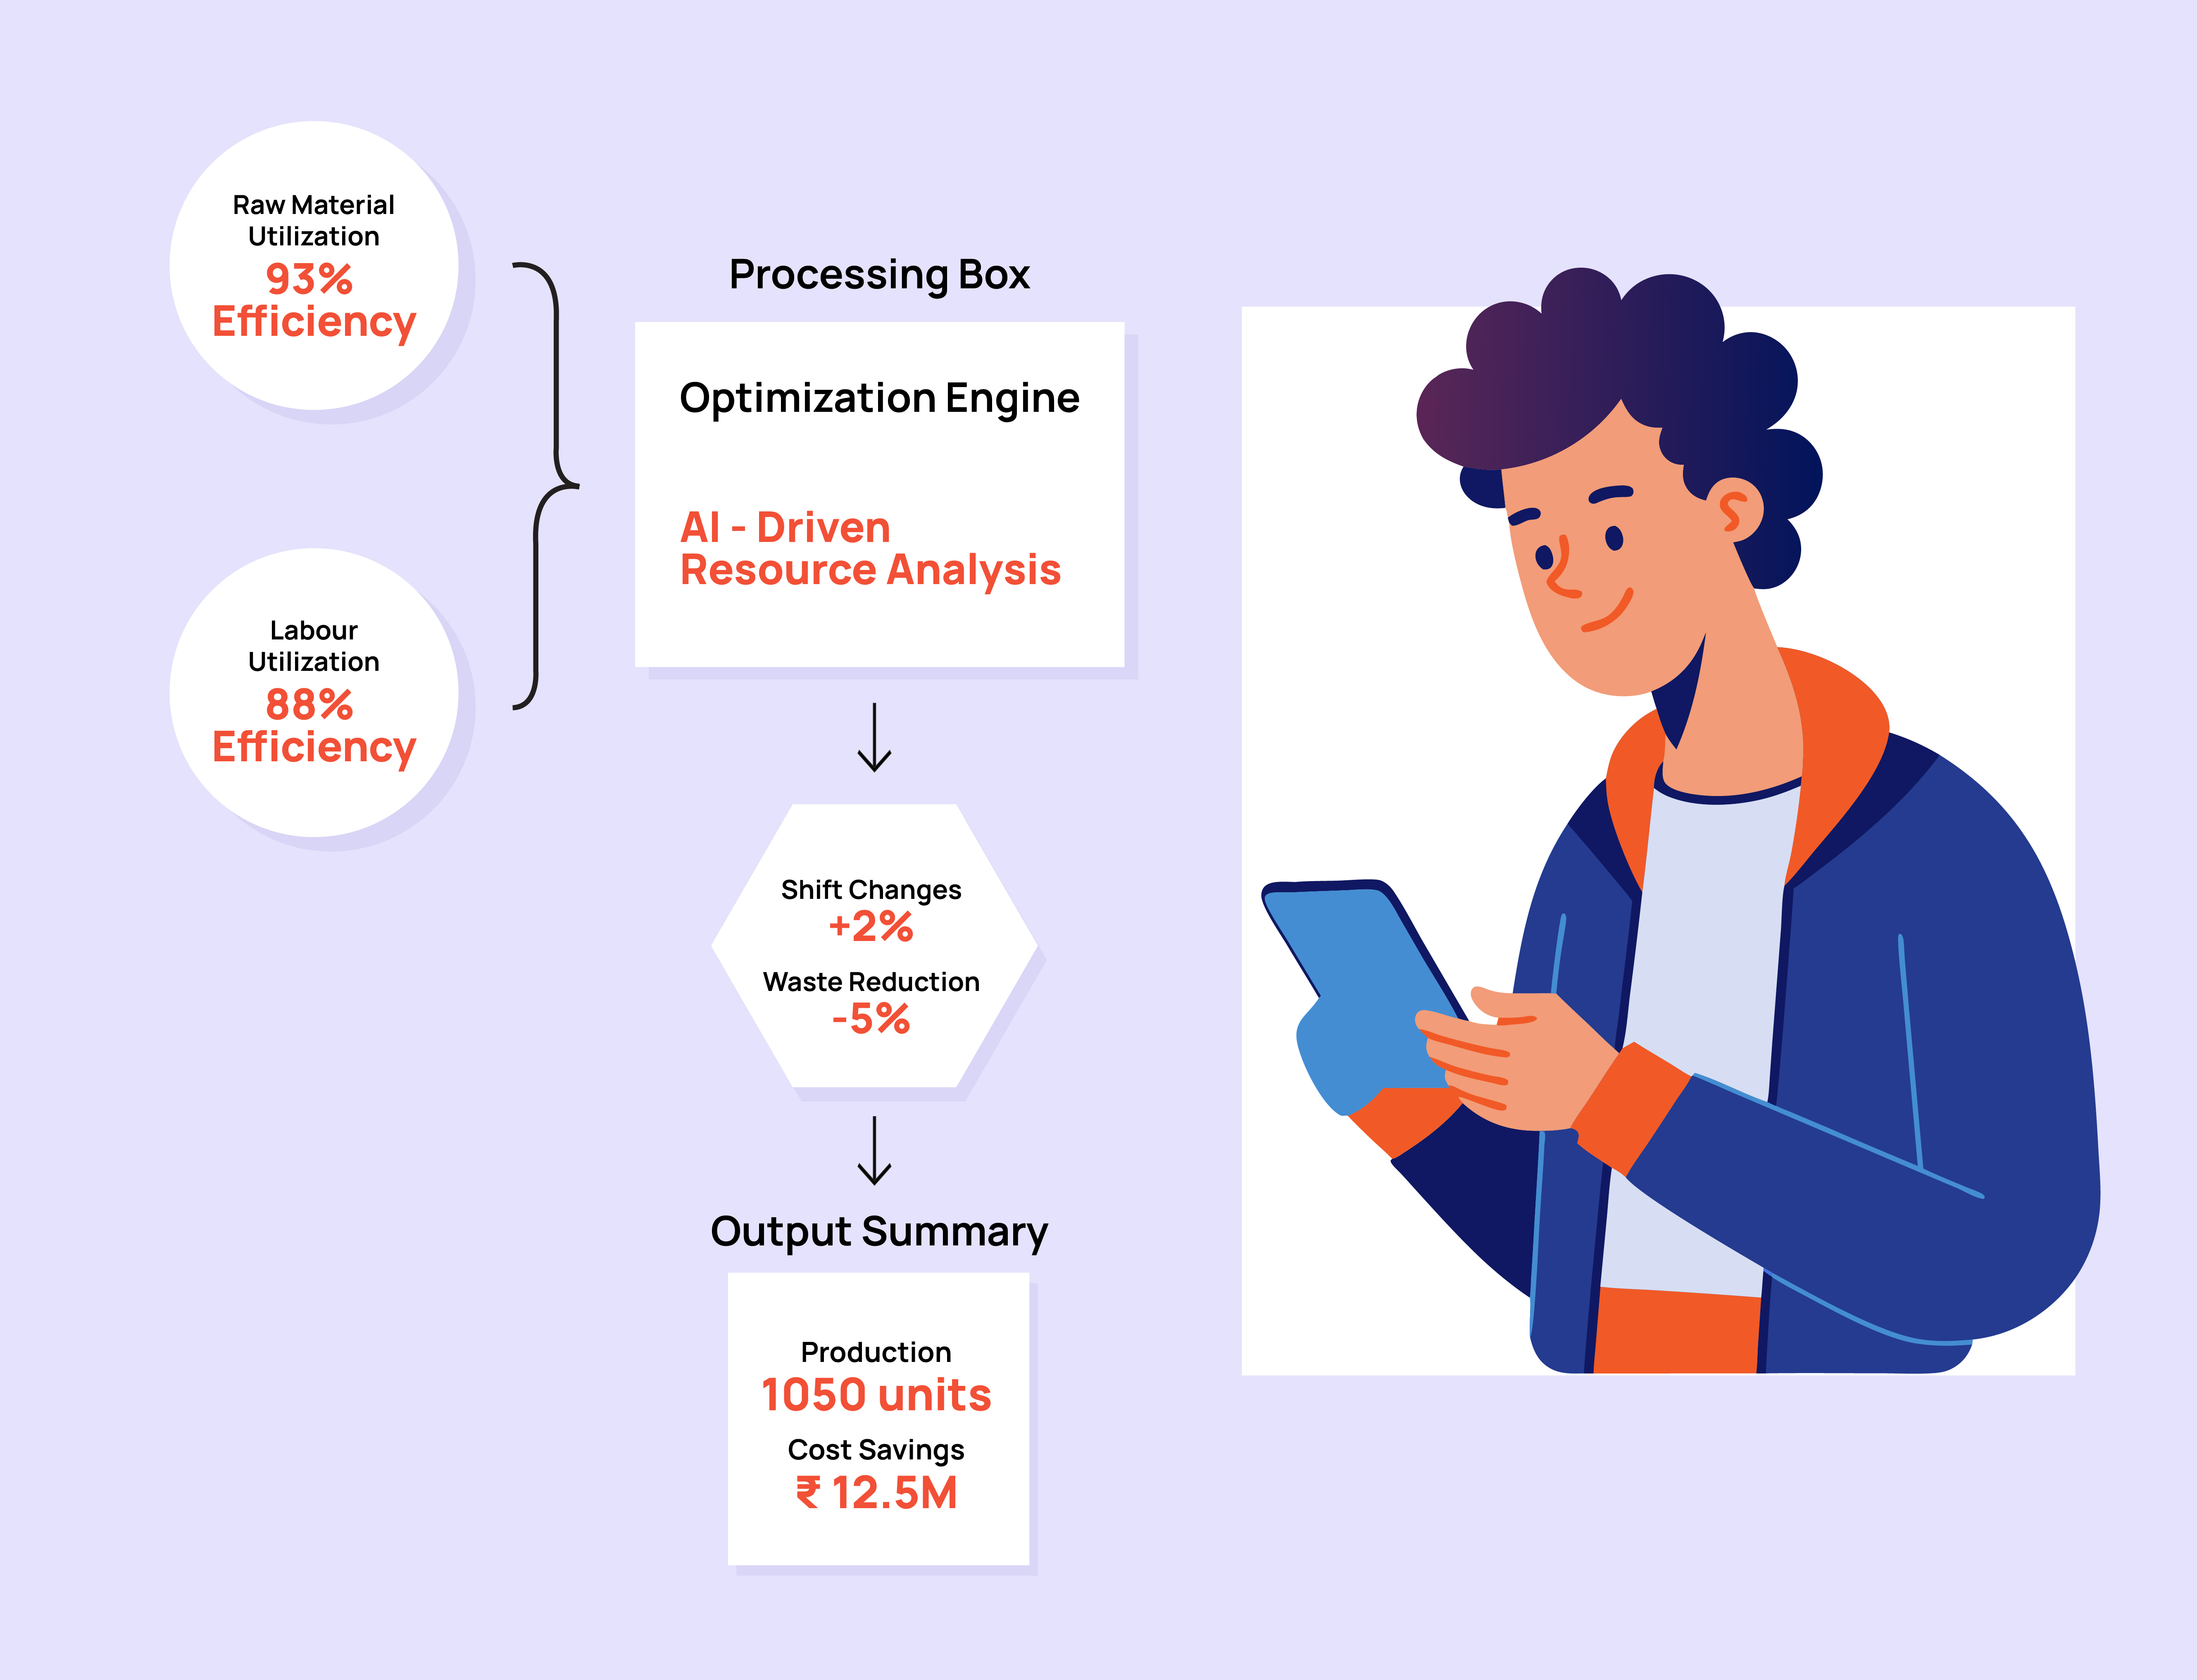 Raw Material
Utilization
93%
Efficiency
Labour
Utilization
88%
Efficiency
Processing Box
Optimization Engine
AI - Driven
Resource Analysis
Shift Changes
+2%
Waste Reduction
-5%
Output Summary
Production
1050 units
Cost Savings
₹ 12.5M